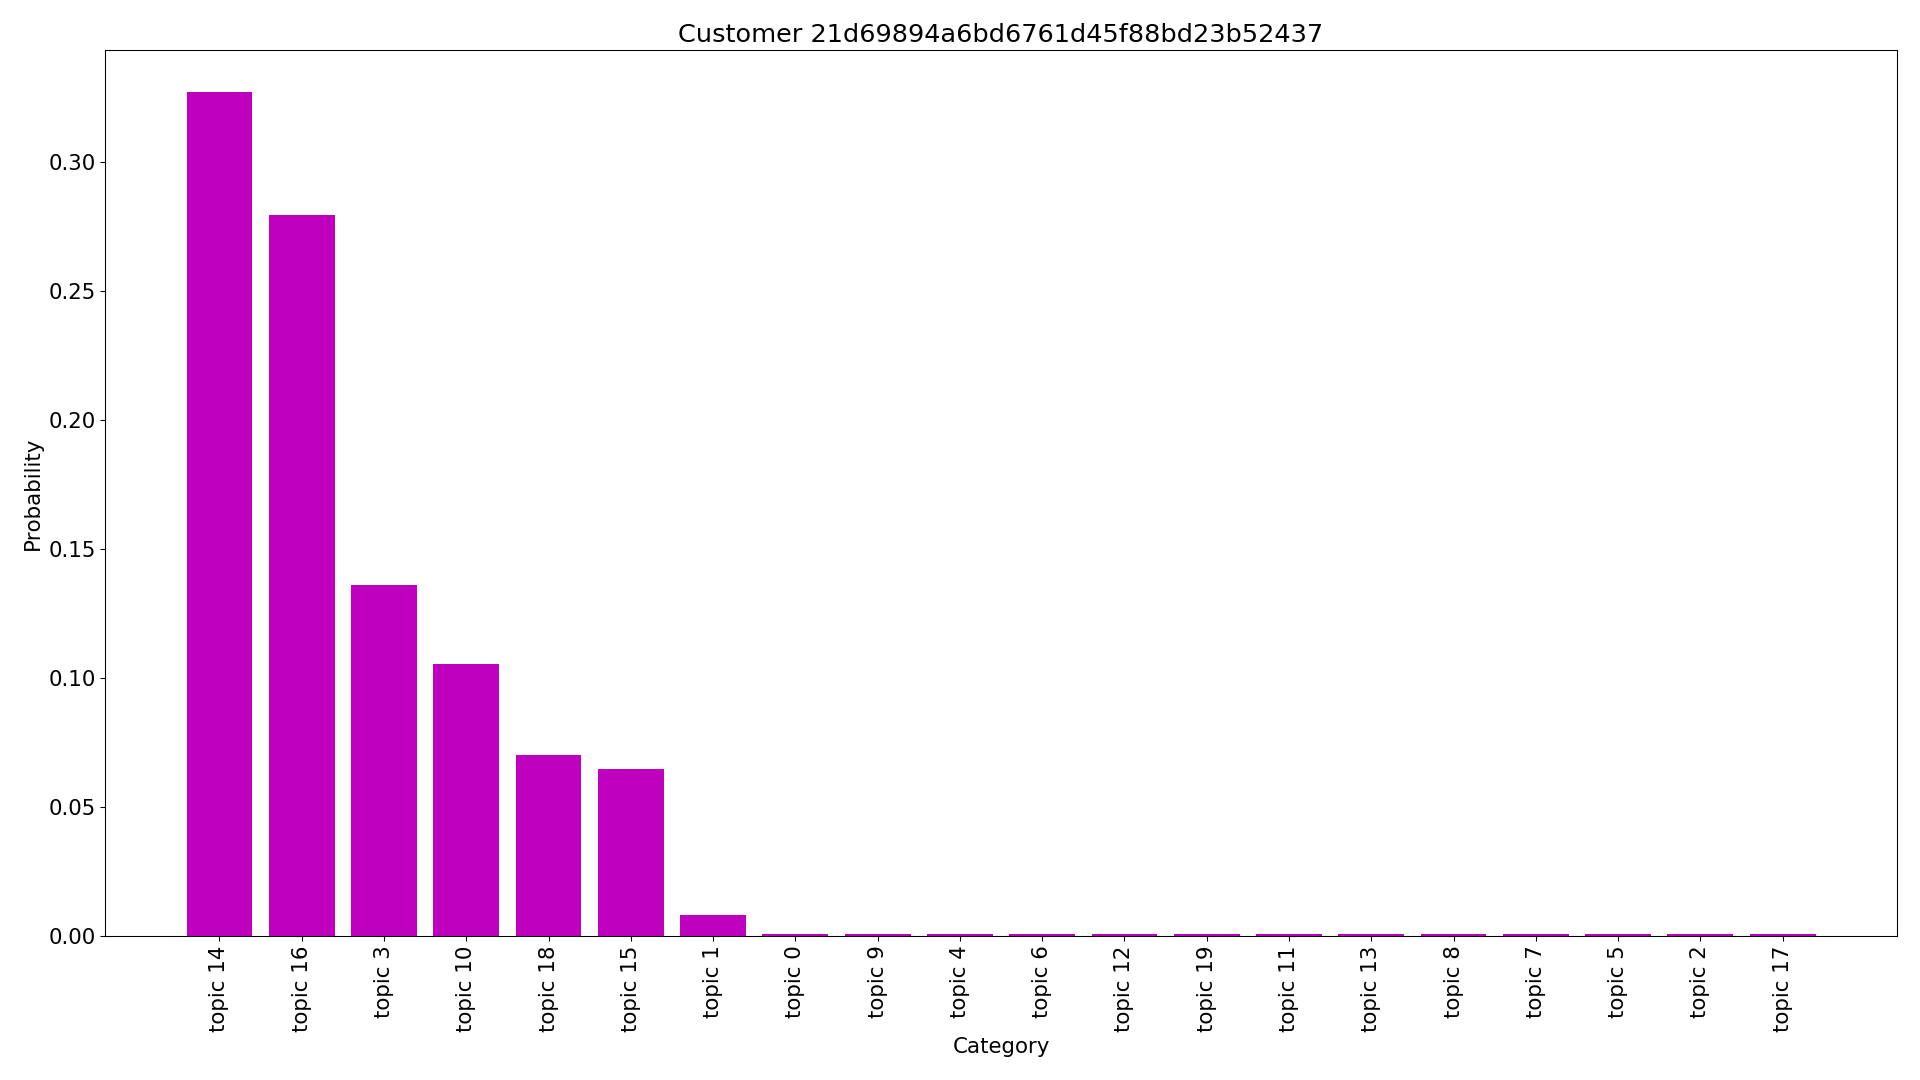 Customer 21d69894a6bd6761d45f88bd23b52437
Probability
0.30
0.25
0.20
0.15
0.10
0.05
0.00
topic 14
topic 16
topic 3
topic 10
topic 18
topic 15
topic 1
topic 0
topic 9
topic 4
topic 6
topic 12
topic 19
topic 11
topic 13
topic 8
topic 7
topic 5
topic 2
topic 17
Category